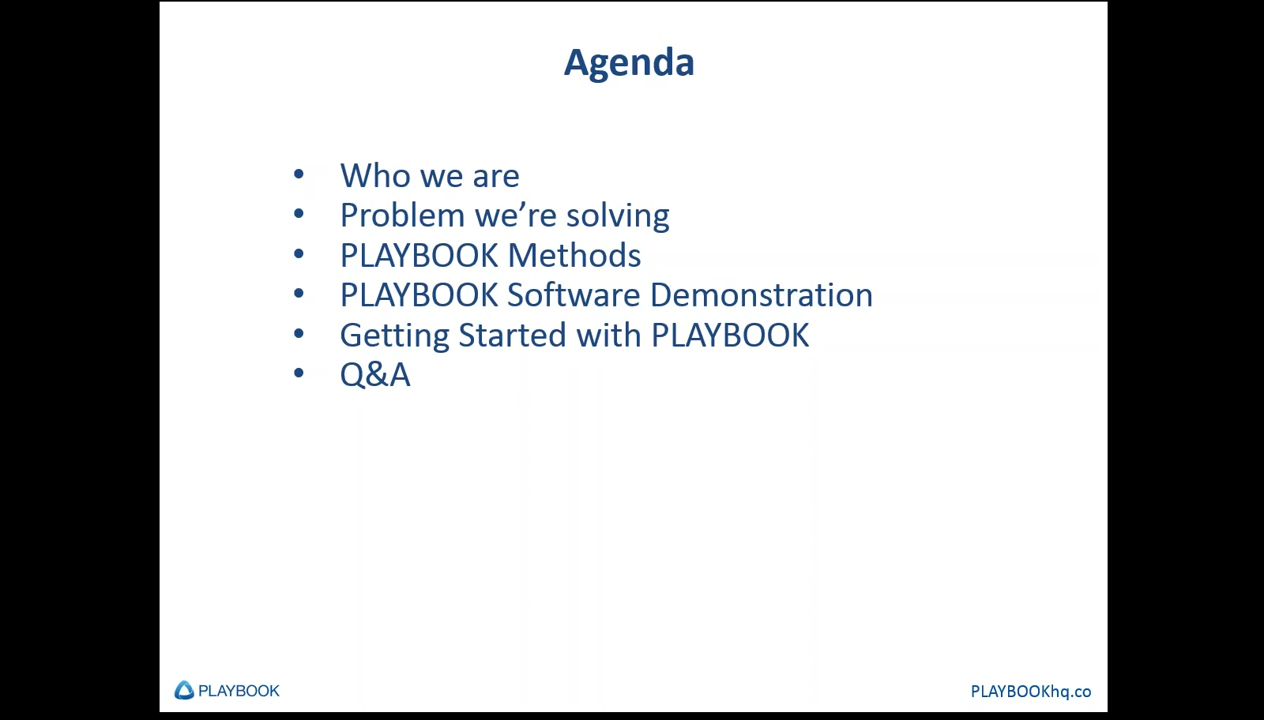 Agenda
• Who we are
• Problem we’re solving
• PLAYBOOK Methods
• PLAYBOOK Software Demonstration
• Getting Started with PLAYBOOK
• Q&A
PLAYBOOK
PLAYBOOKhq.co